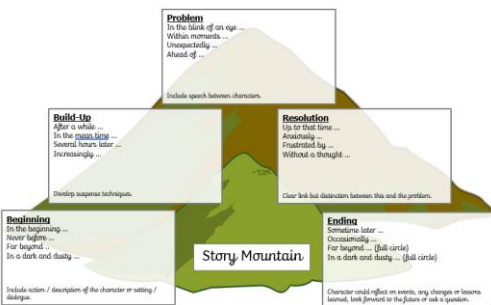 Problem
In the blink of an eye ...
Within moments ...
Unexpectedly ...
Ahead of ...
Include speech between characters.
Build-Up
After a while ...
In the mean time ...
Several hours later ...
Increasingly ...
Develop suspense techniques.
Resolution
Up to that time ...
Anxiously ...
Frustrated by ...
Without a thought ...
Clear link but distinction between this and the problem.
Beginning
In the beginning ...
Never before ...
Far beyond ..
In a dark and dusty ...
Include action / description of the character or setting /
dialogue.
Story Mountain
Ending
Sometime later ...
Occasionally ...
Far beyond ... (full circle)
In a dark and dusty ... (full circle)
Character could reflect on events, any changes or lessons
learned, look forward to the future or ask a question.